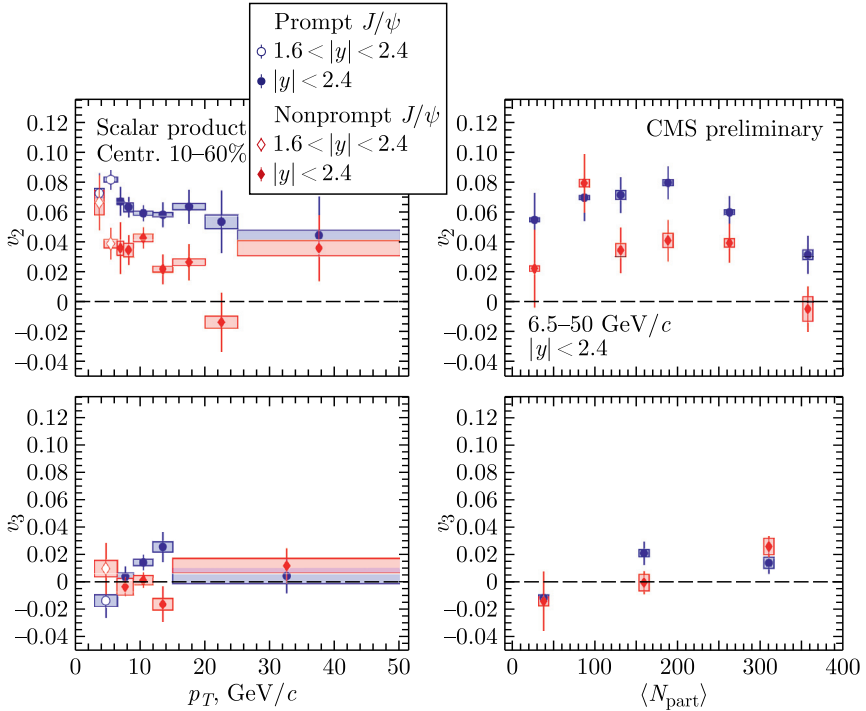 Prompt J/ψ
1.6 < |y| < 2.4
|y| < 2.4
Nonprompt J/ψ
1.6 < |y| < 2.4
|y| < 2.4
0.12
0.10
0.08
0.06
0.04
0.02
0
−0.02
−0.04
v₂
Scalar product
Centr. 10–60%
0.12
0.10
0.08
0.06
0.04
0.02
0
−0.02
−0.04
v₂
CMS preliminary
6.5–50 GeV/c
|y| < 2.4
0.12
0.10
0.08
0.06
0.04
0.02
0
−0.02
−0.04
v₃
0 10 20 30 40 50
p_T, GeV/c
0.12
0.10
0.08
0.06
0.04
0.02
0
−0.02
−0.04
v₃
0 100 200 300 400
⟨N_part⟩